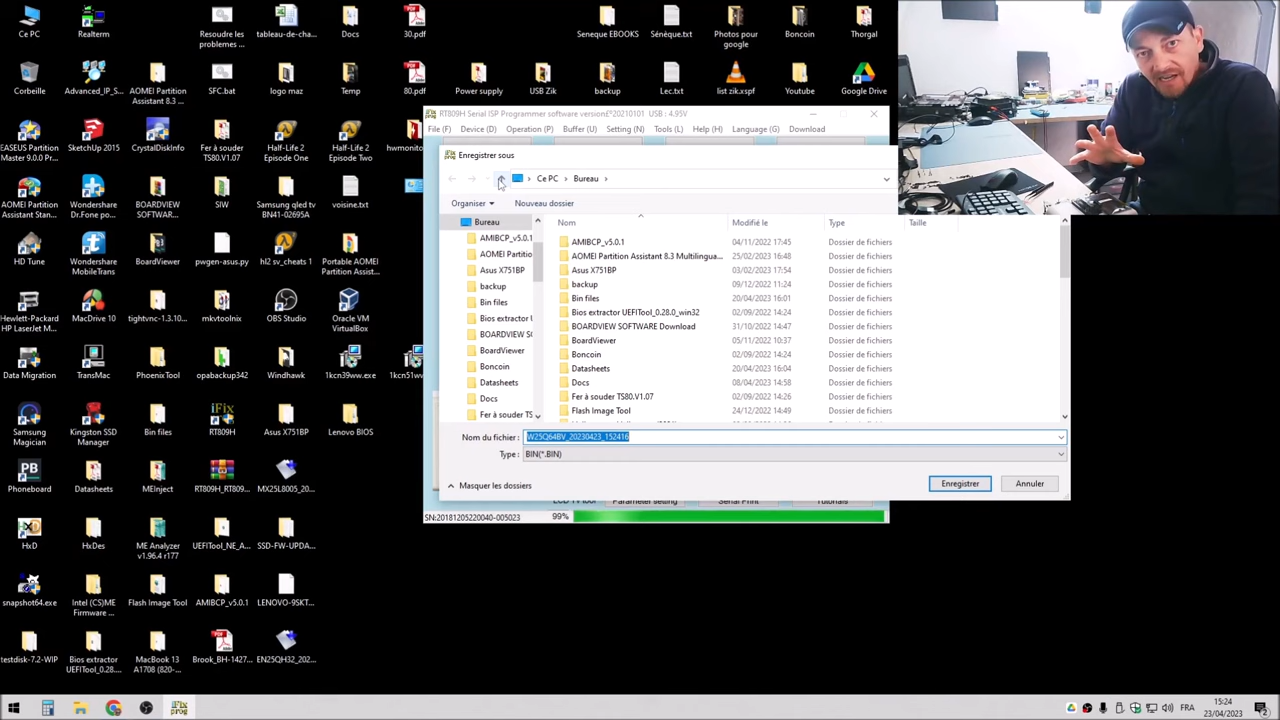 Ce PC
Realterm
Resoudre les
problemes ...
tableau-de-cha...
Docs
30.pdf
Seneque EBOOKS
Sénèque.txt
Photos pour
google
Boncoin
Thorgal
Corbeille
Advanced_IP_S...
AOMEI Partition
Assistant 8.3 ...
SFC.bat
logo maz
Temp
80.pdf
Power supply
USB Zik
backup
Lec.txt
list zik.xspf
Youtube
Google Drive
EASEUS Partition
Master 9.0.0 Pr...
SketchUp 2015
CrystalDiskInfo
Fer à souder
TS80.V1.07
Half-Life 2
Episode One
Half-Life 2
Episode Two
hwmonito
AOMEI Partition
Assistant Stan...
Wondershare
Dr.Fone po...
BOARDVIEW
SOFTWAR...
SIW
Samsung qled tv
BN41-02695A
voisine.txt
HD Tune
Wondershare
MobileTrans
BoardViewer
pwgen-asus.py
hl2 sv_cheats 1
Portable AOMEI
Partition Assis...
Hewlett-Packard
HP LaserJet M...
MacDrive 10
tightvnc-1.3.10...
mkvtoolnix
OBS Studio
Oracle VM
VirtualBox
Data Migration
TransMac
PhoenixTool
opabackup342
Windhawk
1kcn39ww.exe
1kcn51ww
Samsung
Magician
Kingston SSD
Manager
Bin files
RT809H
Asus X751BP
Lenovo BIOS
Phoneboard
Datasheets
MEInject
RT809H_RT809...
MX25L8005_20...
HxD
HxDes
ME Analyzer
v1.96.4 r177
UEFITool_NE_A...
SSD-FW-UPDA...
snapshot64.exe
Intel (CS)ME
Firmware ...
Flash Image Tool
AMIBCP_v5.0.1
LENOVO-9SKT...
testdisk-7.2-WIP
Bios extractor
UEFITool_0.28....
MacBook 13
A1708 (820-...
Brook_BH-1427...
EN25QH32_202...
RT809H Serial ISP Programmer software version:20210101 USB : 4.95V
File (F)
Device (D)
Operation (P)
Buffer (U)
Setting (N)
Tools (L)
Help (H)
Language (G)
Download
Enregistrer sous
Ce PC
Bureau
Organiser
Nouveau dossier
Nom
Modifié le
Type
Taille
Bureau
AMIBCP_v5.0.1
AOMEI Partitio
Asus X751BP
backup
Bin files
Bios extractor U
BOARDVIEW SO
BoardViewer
Boncoin
Datasheets
Docs
Fer à souder TS
AMIBCP_v5.0.1 04/11/2022 17:45 Dossier de fichiers
AOMEI Partition Assistant 8.3 Multilingua... 25/02/2023 16:48 Dossier de fichiers
Asus X751BP 03/02/2023 17:54 Dossier de fichiers
backup 09/12/2022 11:24 Dossier de fichiers
Bin files 20/04/2023 16:01 Dossier de fichiers
Bios extractor UEFITool_0.28.0_win32 02/09/2022 14:24 Dossier de fichiers
BOARDVIEW SOFTWARE Download 31/10/2022 14:47 Dossier de fichiers
BoardViewer 05/11/2022 10:37 Dossier de fichiers
Boncoin 02/09/2022 14:24 Dossier de fichiers
Datasheets 20/04/2023 16:04 Dossier de fichiers
Docs 08/04/2023 14:58 Dossier de fichiers
Fer à souder TS80.V1.07 02/09/2022 14:26 Dossier de fichiers
Flash Image Tool 24/12/2022 14:49 Dossier de fichiers
Nom du fichier :
W25Q64BV_20230423_152416
Type :
BIN(*.BIN)
Masquer les dossiers
Enregistrer
Annuler
LCD TV tool
Parameter setting
Serial Print
Tutorials
SN:20181205220040-005023
99%
iFix
prog
FRA
15:24
23/04/2023
2